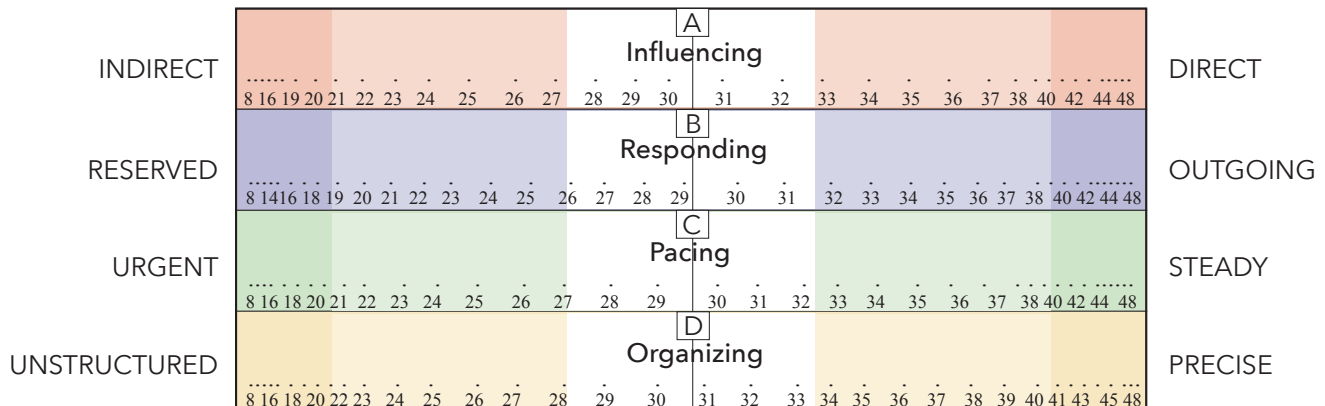 A
Influencing
INDIRECT
DIRECT
8 16 19 20 21 22 23 24 25 26 27 28 29 30 31 32 33 34 35 36 37 38 40 42 44 48
B
Responding
RESERVED
OUTGOING
8 14 16 18 19 20 21 22 23 24 25 26 27 28 29 30 31 32 33 34 35 36 37 38 40 42 44 48
C
Pacing
URGENT
STEADY
8 16 18 20 21 22 23 24 25 26 27 28 29 30 31 32 33 34 35 36 37 38 40 42 44 48
D
Organizing
UNSTRUCTURED
PRECISE
8 16 18 20 22 23 24 25 26 27 28 29 30 31 32 33 34 35 36 37 38 39 40 41 43 45 48